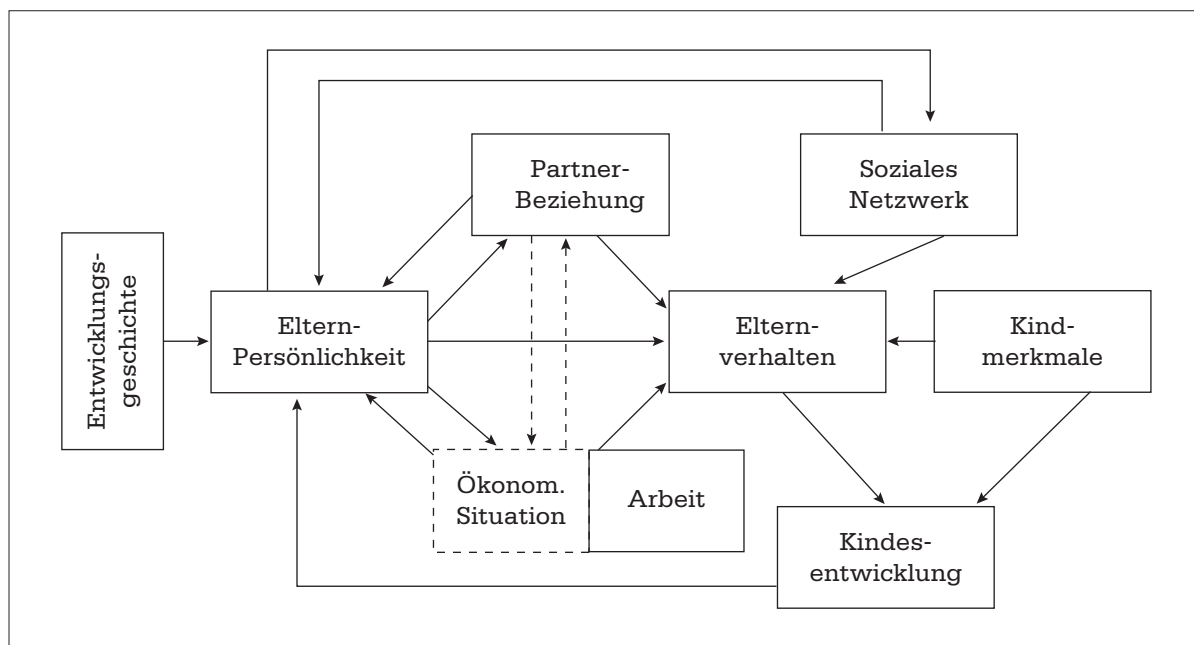 Partner-
Beziehung
Soziales
Netzwerk
Entwicklungs-
geschichte
Eltern-
Persönlichkeit
Eltern-
verhalten
Kind-
merkmale
Ökonom.
Situation
Arbeit
Kindes-
entwicklung